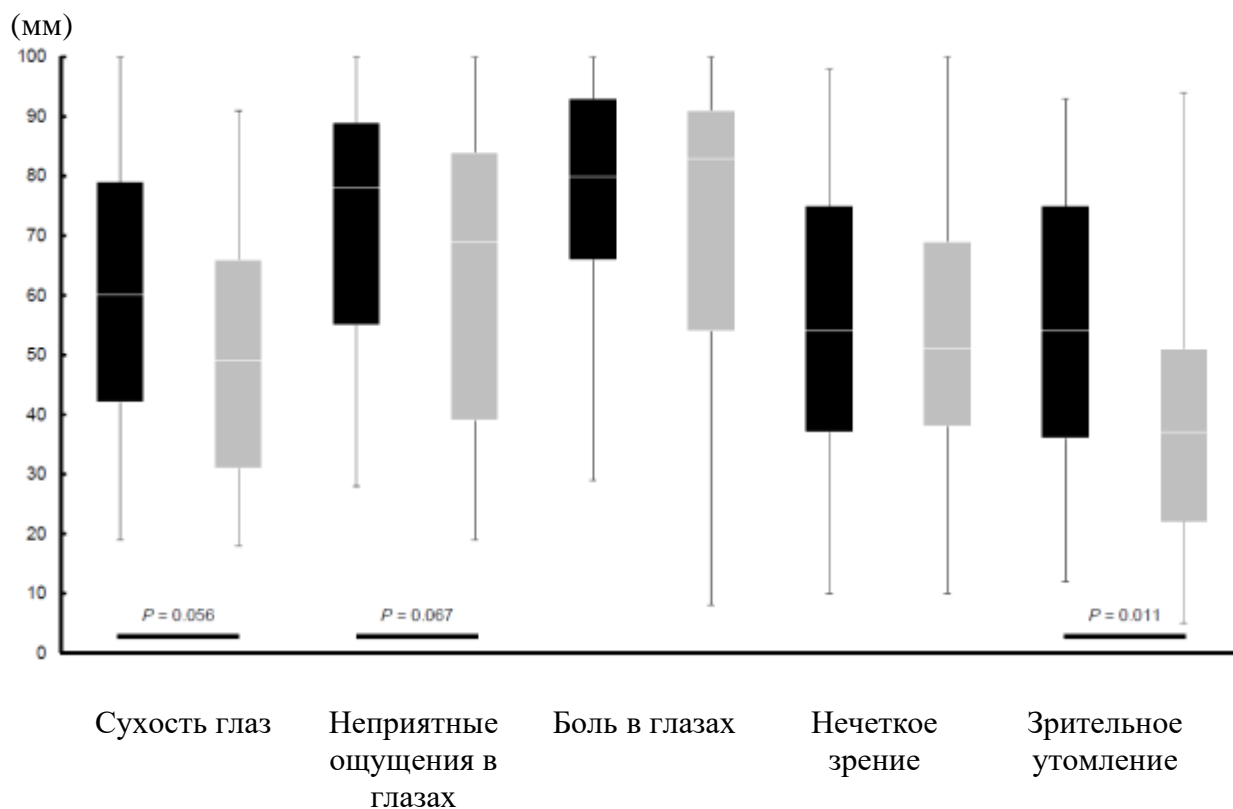 (мм)
100
90
80
70
60
50
40
30
20
10
0
P = 0.056
P = 0.067
P = 0.011
Сухость глаз
Неприятные
ощущения в
глазах
Боль в глазах
Нечеткое
зрение
Зрительное
утомление